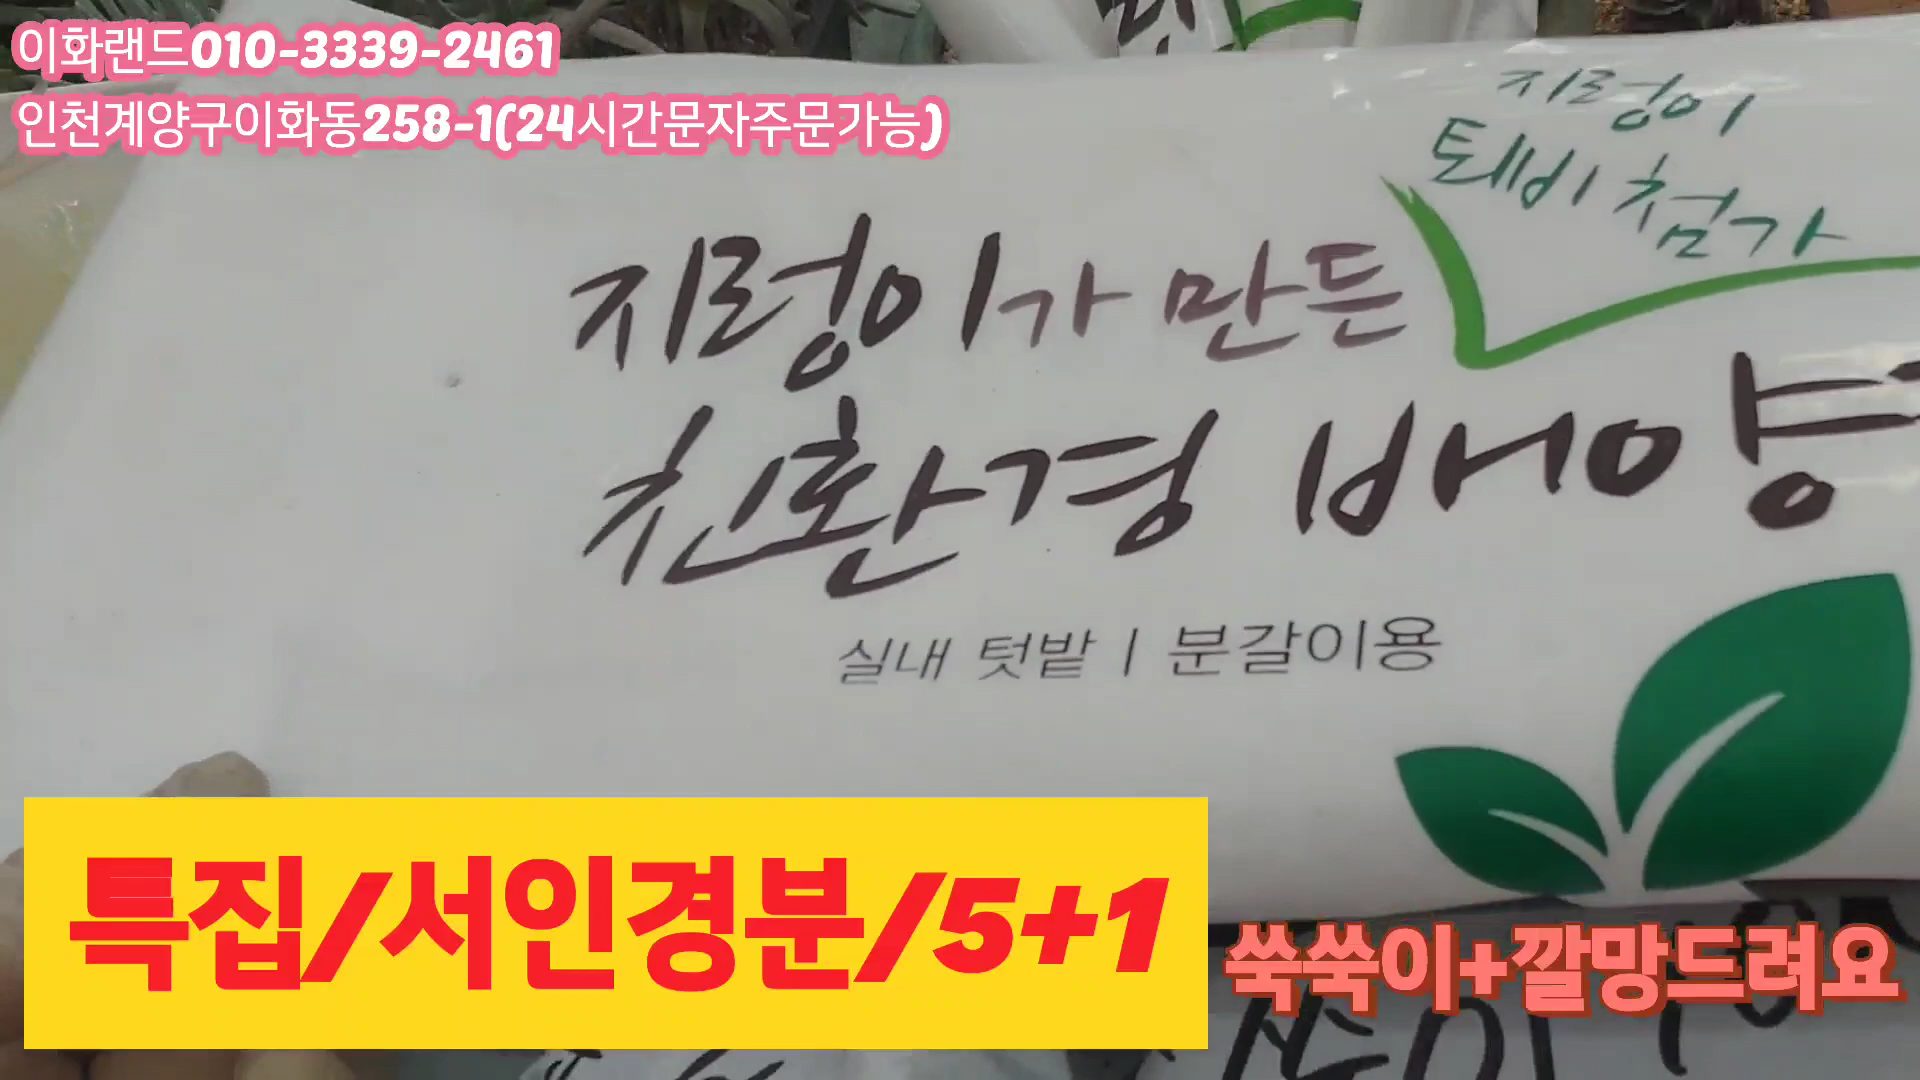 이화랜드010-3339-2461
인천계양구이화동258-1(24시간문자주문가능)
지렁이
퇴비 첨가
지렁이가 만든
친환경 배양
실내 텃밭 | 분갈이용
특집/서인경분/5+1
쑥쑥이+깔망드려요